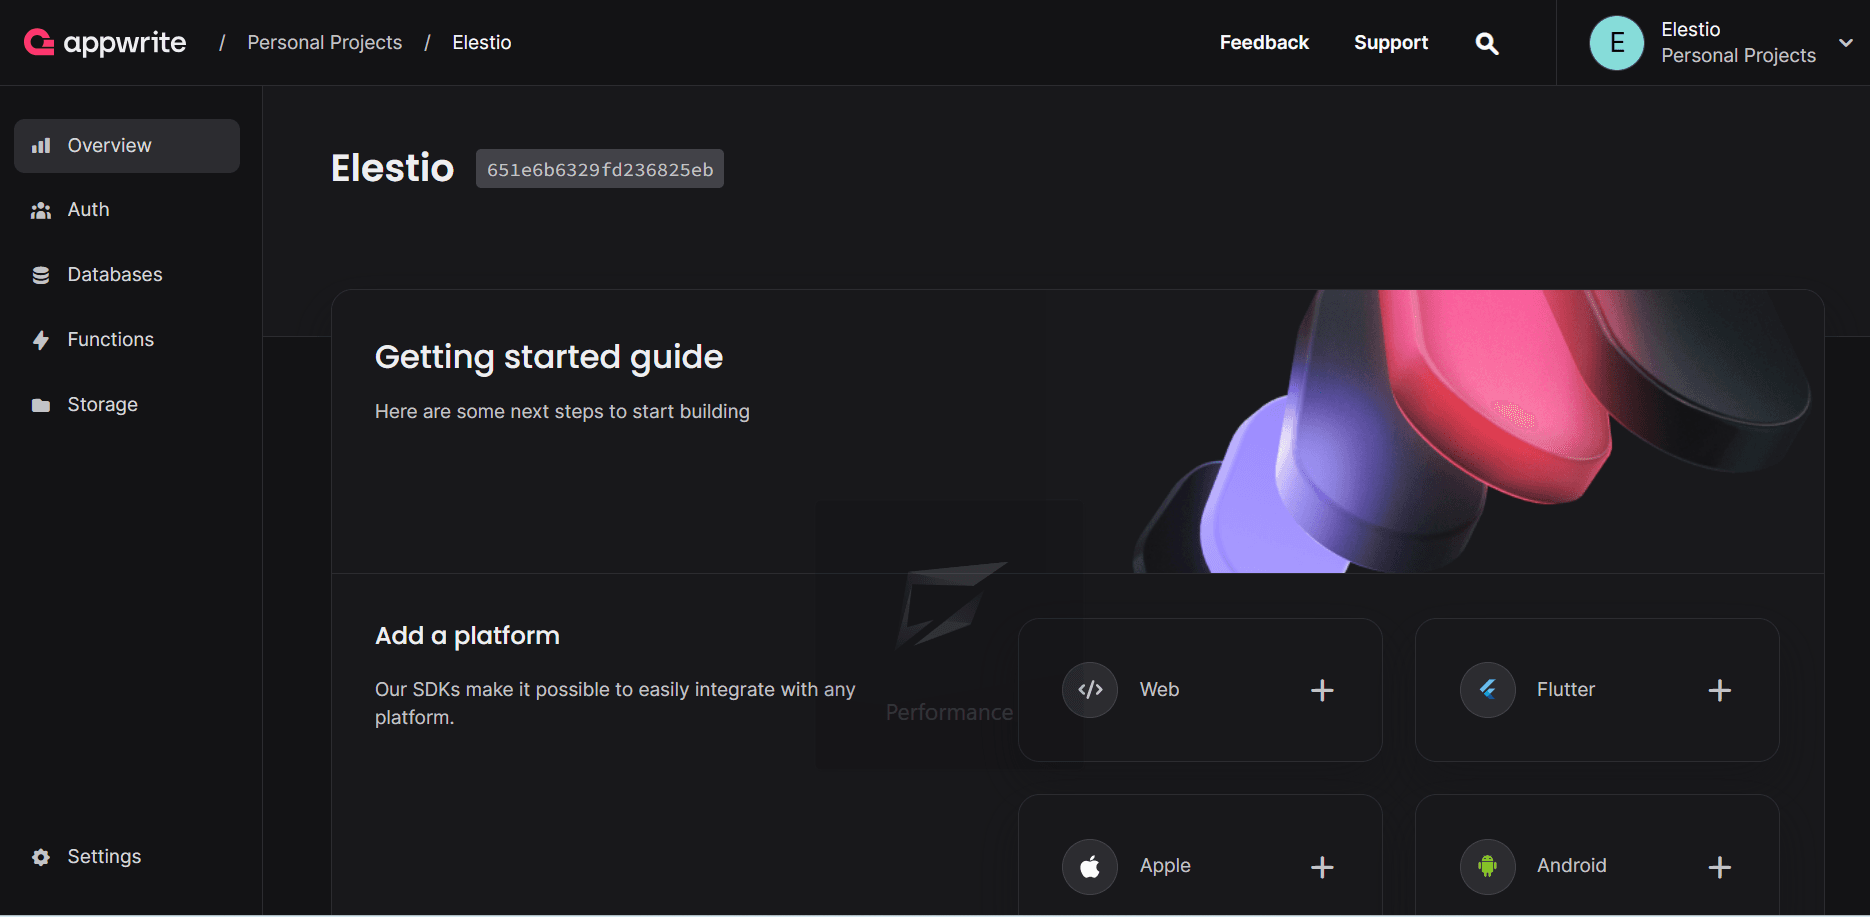 appwrite / Personal Projects / Elestio
Feedback Support
E Elestio
Personal Projects
Overview
Auth
Databases
Functions
Storage
Settings
Elestio 651e6b6329fd236825eb
Getting started guide
Here are some next steps to start building
Add a platform
Our SDKs make it possible to easily integrate with any
platform.
Performance
Web
Flutter
Apple
Android